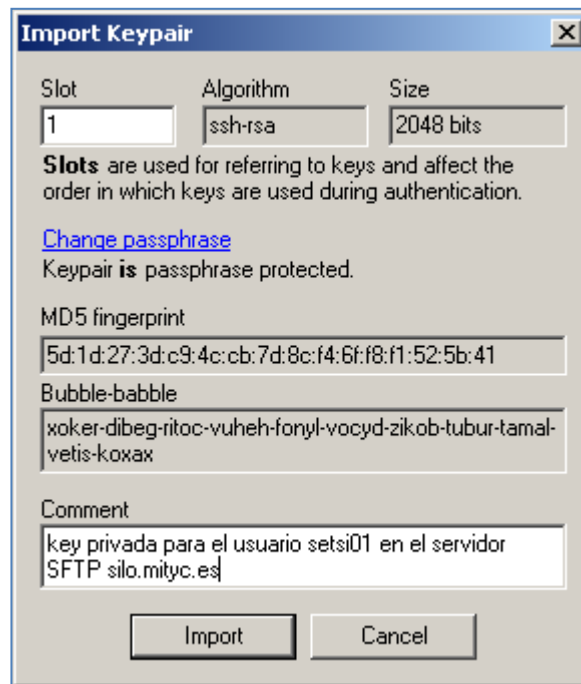 Import Keypair
Slot Algorithm Size
1 ssh-rsa 2048 bits
Slots are used for referring to keys and affect the
order in which keys are used during authentication.
Change passphrase
Keypair is passphrase protected.
MD5 fingerprint
5d:1d:27:3d:c9:4c:cb:7d:8c:f4:6f:f8:f1:52:5b:41
Bubble-babble
xoker-dibeg-ritoc-vuheh-fonyl-vocyd-zikob-tubur-tamal-
vetis-koxax
Comment
key privada para el usuario setsi01 en el servidor
SFTP silo.mityc.es
Import Cancel